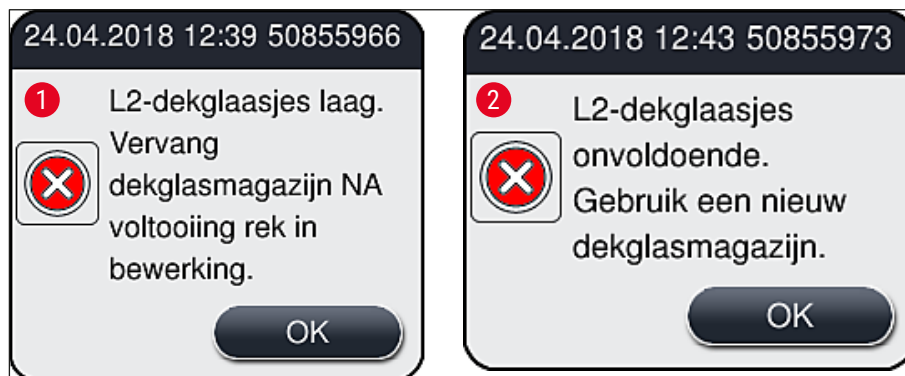 24.04.2018 12:39 50855966
1
L2-dekglaasjes laag.
Vervang
dekglasmagazijn NA
voltooiing rek in
bewerking.
OK
24.04.2018 12:43 50855973
2
L2-dekglaasjes
onvoldoende.
Gebruik een nieuw
dekglasmagazijn.
OK